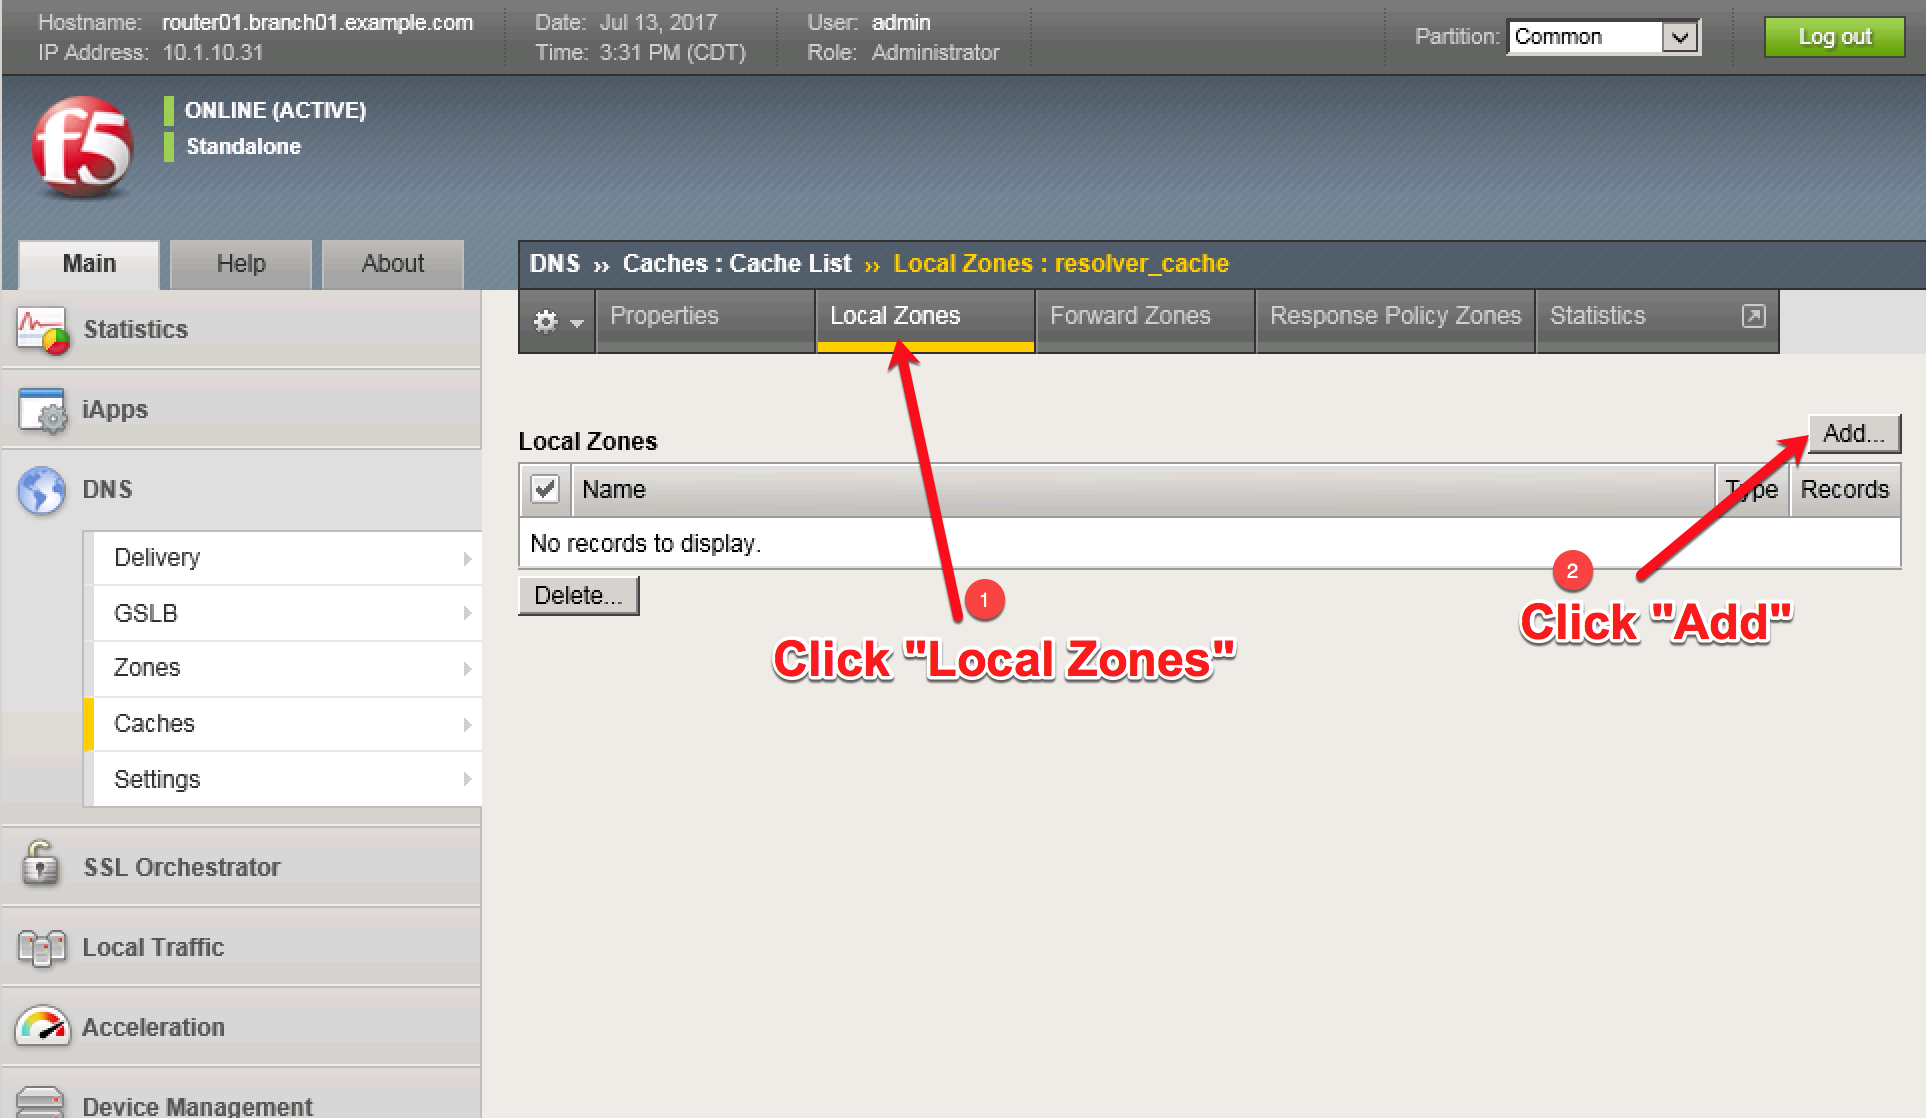 Hostname: router01.branch01.example.com Date: Jul 13, 2017 User: admin Partition: Common Log out
IP Address: 10.1.10.31 Time: 3:31 PM (CDT) Role: Administrator
f5
ONLINE (ACTIVE)
Standalone
Main Help About
DNS ›› Caches : Cache List ›› Local Zones : resolver_cache
Properties Local Zones Forward Zones Response Policy Zones Statistics
Statistics
iApps
DNS
Delivery
GSLB
Zones
Caches
Settings
SSL Orchestrator
Local Traffic
Acceleration
Device Management
Local Zones Add...
Name Type Records
No records to display.
Delete...
1
Click "Local Zones"
2
Click "Add"